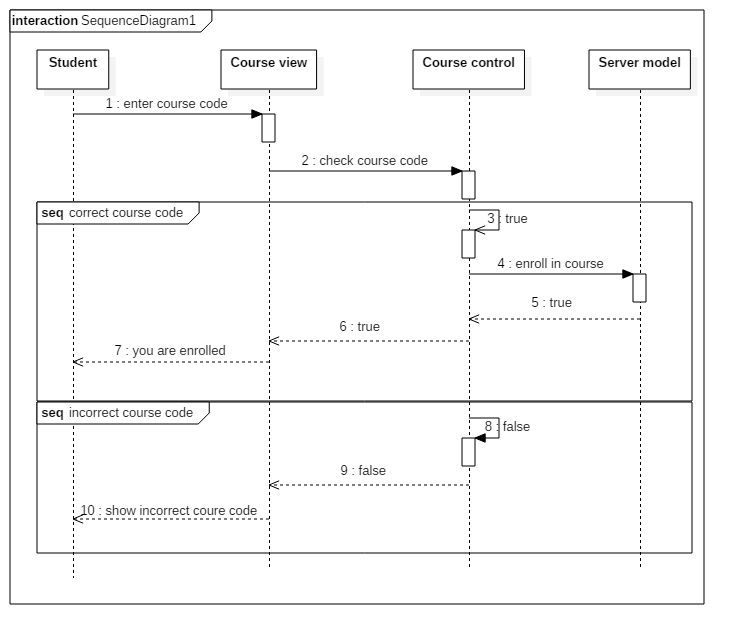 interaction SequenceDiagram1
Student
Course view
Course control
Server model
1 : enter course code
2 : check course code
seq correct course code
3 : true
4 : enroll in course
5 : true
6 : true
7 : you are enrolled
seq incorrect course code
8 : false
9 : false
10 : show incorrect coure code